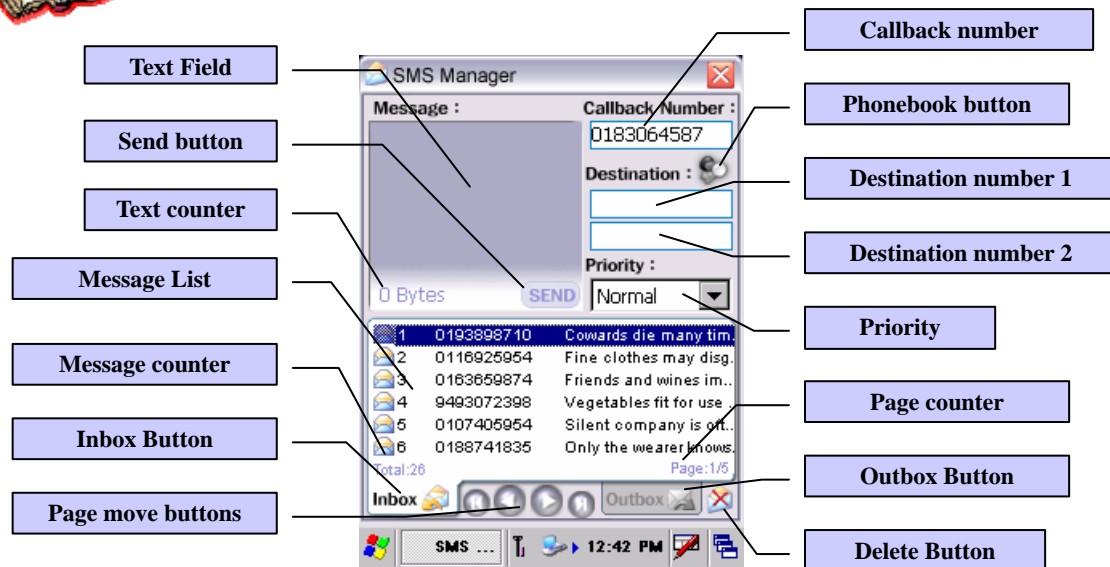 Text Field
Send button
Text counter
Message List
Message counter
Inbox Button
Page move buttons
SMS Manager
Message :
Callback Number :
0183064587
Destination :
Priority :
0 Bytes
SEND
Normal
1 0193898710 Cowards die many tim.
2 0116925954 Fine clothes may disg.
3 0163659874 Friends and wines im..
4 9493072398 Vegetables fit for use .
5 0107405954 Silent company is oft..
6 0188741835 Only the wearer knows.
Total:26 Page:1/5
Inbox
Outbox
SMS ...
12:42 PM
Callback number
Phonebook button
Destination number 1
Destination number 2
Priority
Page counter
Outbox Button
Delete Button